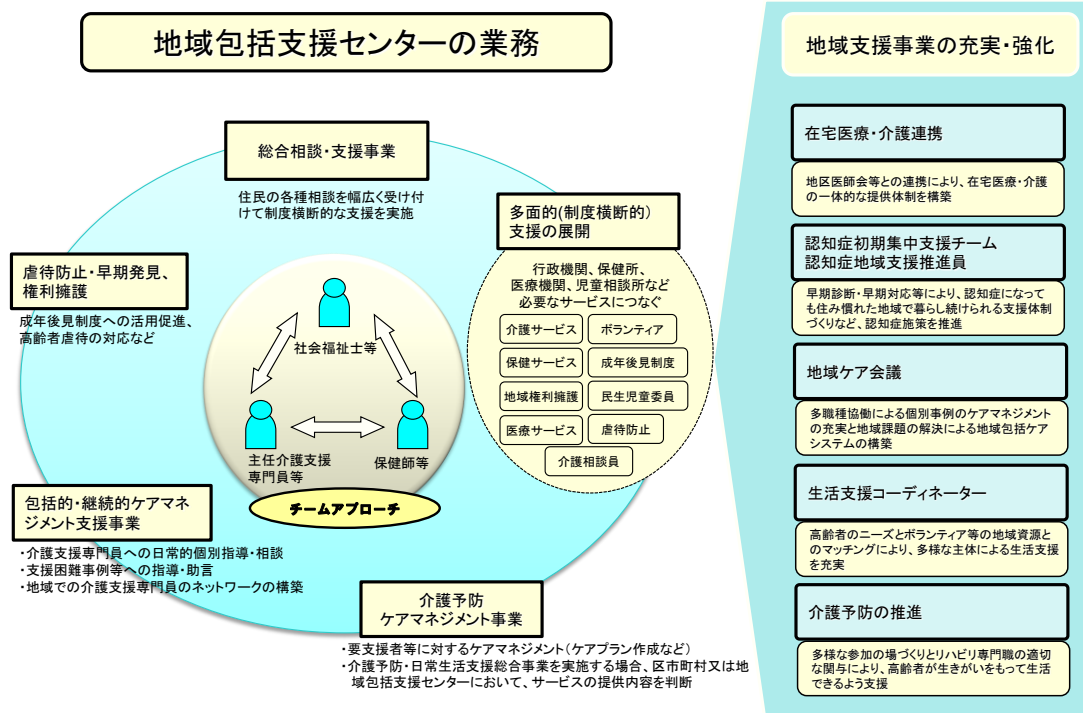 地域包括支援センターの業務
総合相談・支援事業
住民の各種相談を幅広く受け付
けて制度横断的な支援を実施
多面的(制度横断的)
支援の展開
行政機関、保健所、
医療機関、児童相談所など
必要なサービスにつなぐ
介護サービス
ボランティア
保健サービス
成年後見制度
地域権利擁護
民生児童委員
医療サービス
虐待防止
介護相談員
虐待防止・早期発見、
権利擁護
成年後見制度への活用促進、
高齢者虐待の対応など
社会福祉士等
主任介護支援
専門員等
保健師等
チームアプローチ
包括的・継続的ケアマネ
ジメント支援事業
・介護支援専門員への日常的個別指導・相談
・支援困難事例等への指導・助言
・地域での介護支援専門員のネットワークの構築
介護予防
ケアマネジメント事業
・要支援者等に対するケアマネジメント(ケアプラン作成など)
・介護予防・日常生活支援総合事業を実施する場合、区市町村又は地
域包括支援センターにおいて、サービスの提供内容を判断
地域支援事業の充実・強化
在宅医療・介護連携
地区医師会等との連携により、在宅医療・介護
の一体的な提供体制を構築
認知症初期集中支援チーム
認知症地域支援推進員
早期診断・早期対応等により、認知症になって
も住み慣れた地域で暮らし続けられる支援体制
づくりなど、認知症施策を推進
地域ケア会議
多職種協働による個別事例のケアマネジメント
の充実と地域課題の解決による地域包括ケア
システムの構築
生活支援コーディネーター
高齢者のニーズとボランティア等の地域資源と
のマッチングにより、多様な主体による生活支援
を充実
介護予防の推進
多様な参加の場づくりとリハビリ専門職の適切
な関与により、高齢者が生きがいをもって生活
できるよう支援